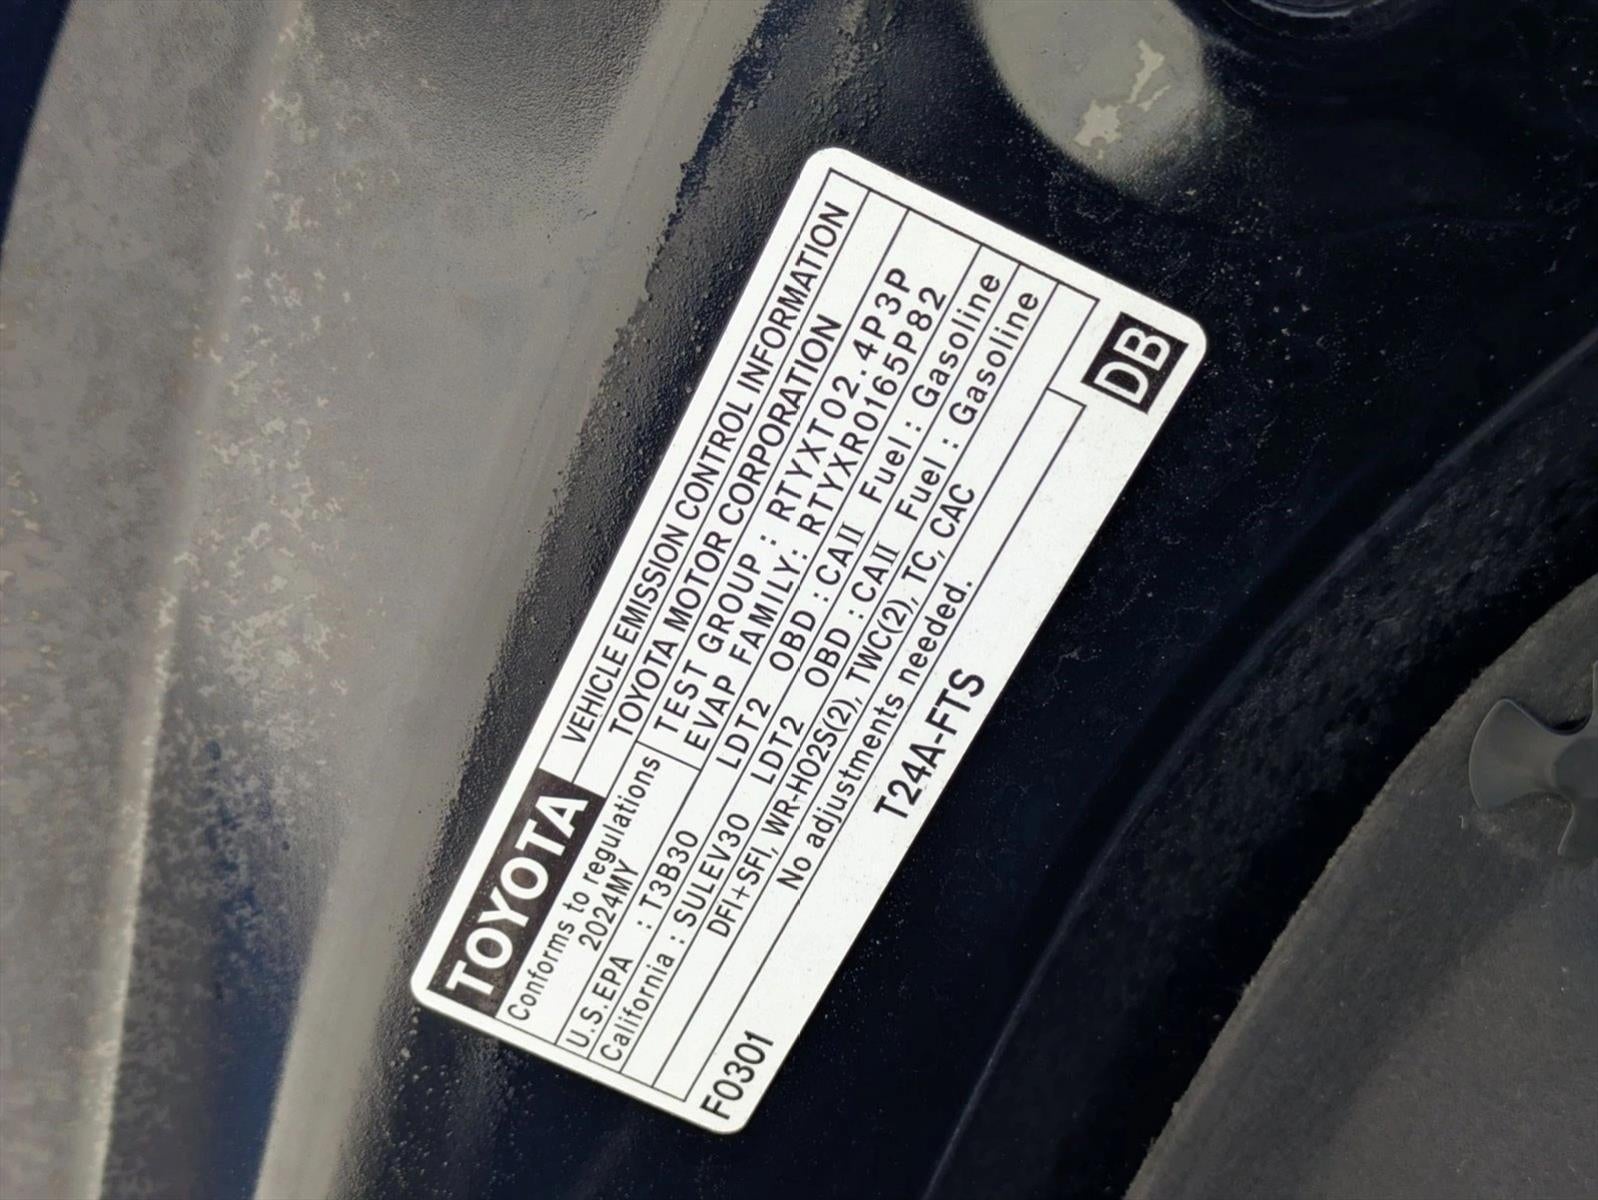 TOYOTA VEHICLE EMISSION CONTROL INFORMATION
Conforms to regulations TOYOTA MOTOR CORPORATION
2024MY TEST GROUP : RTYXT02.4P3P
EVAP FAMILY: RTYXR0165P82
U.S.EPA : T3B30 LDT2 OBD : CAII Fuel : Gasoline
California : SULEV30 LDT2 OBD : CAII Fuel : Gasoline
DFI+SFI, WR-HO2S(2), TWC(2), TC, CAC
No adjustments needed.
DB
F0301 T24A-FTS